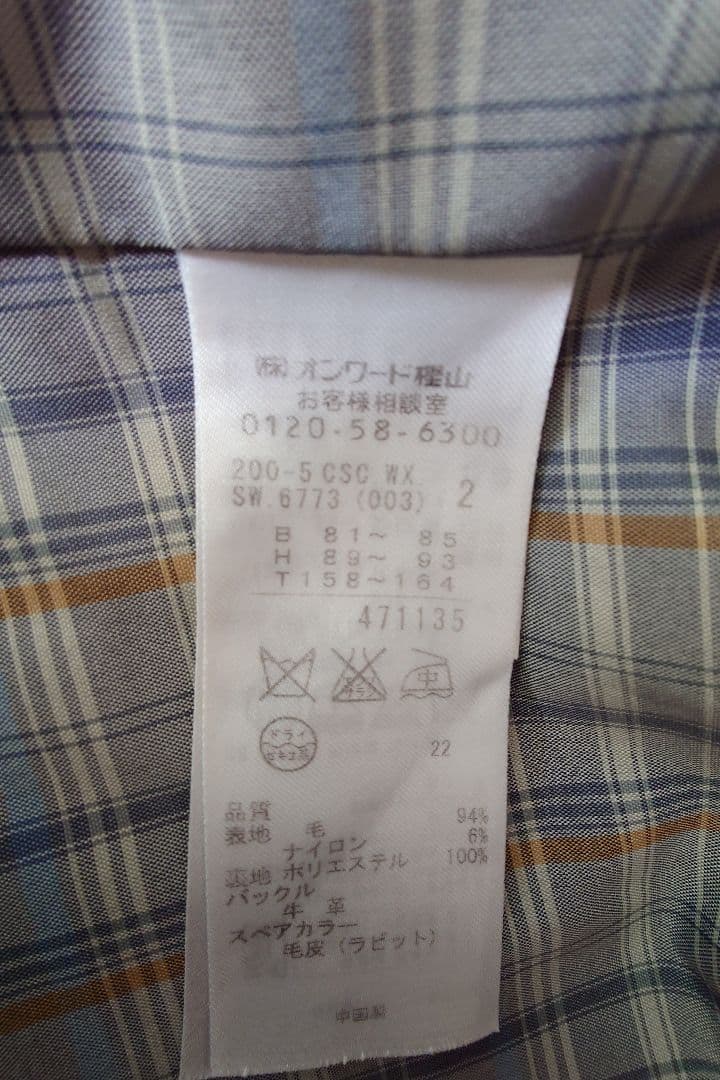 (株)オンワード樫山
お客様相談室
0120-58-6300
200-5 CSC WX.
SW.6773 (003) 2
B 81～ 85
H 89～ 93
T158～164
471135
中
ドライ
セキユ系
22
品質
表地 毛 94%
ナイロン 6%
裏地 ポリエステル 100%
バックル
牛 革
スペアカラー
毛皮 (ラビット)
中国製